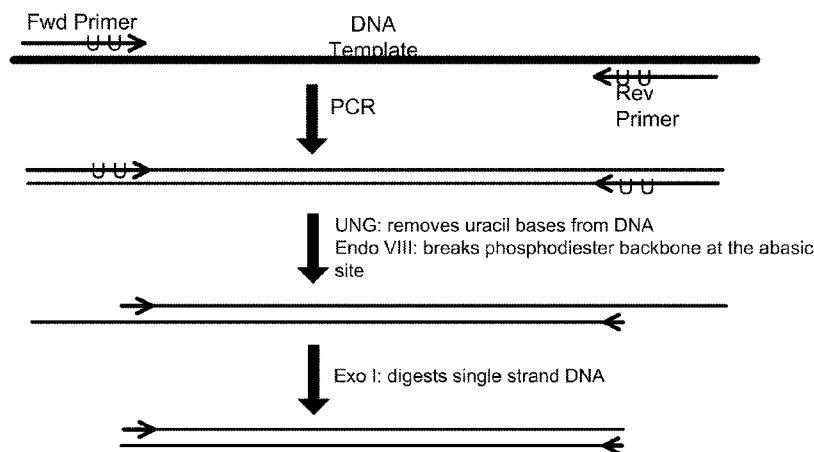 Fwd Primer
DNA
Template
U U
U U
Rev
Primer
PCR
U U
U U
UNG: removes uracil bases from DNA
Endo VIII: breaks phosphodiester backbone at the abasic
site
Exo I: digests single strand DNA